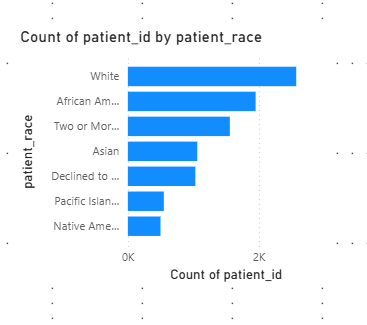 Count of patient_id by patient_race
patient_race
White
African Am...
Two or Mor...
Asian
Declined to ...
Pacific Islan...
Native Ame...
0K 2K
Count of patient_id